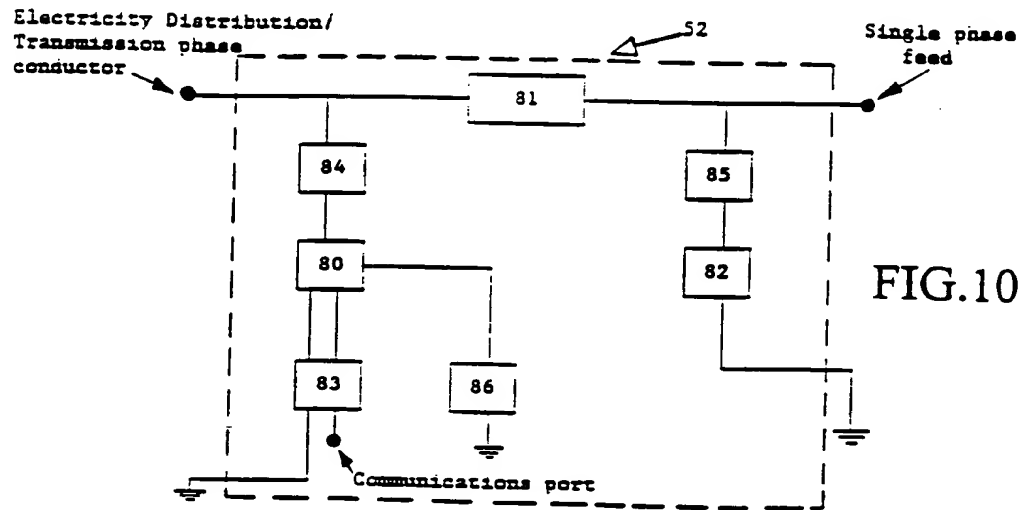 Electricity Distribution/
Transmission phase
conductor
52
Single phase
feed
81
84
85
80
82
FIG.10
83
86
Communications port